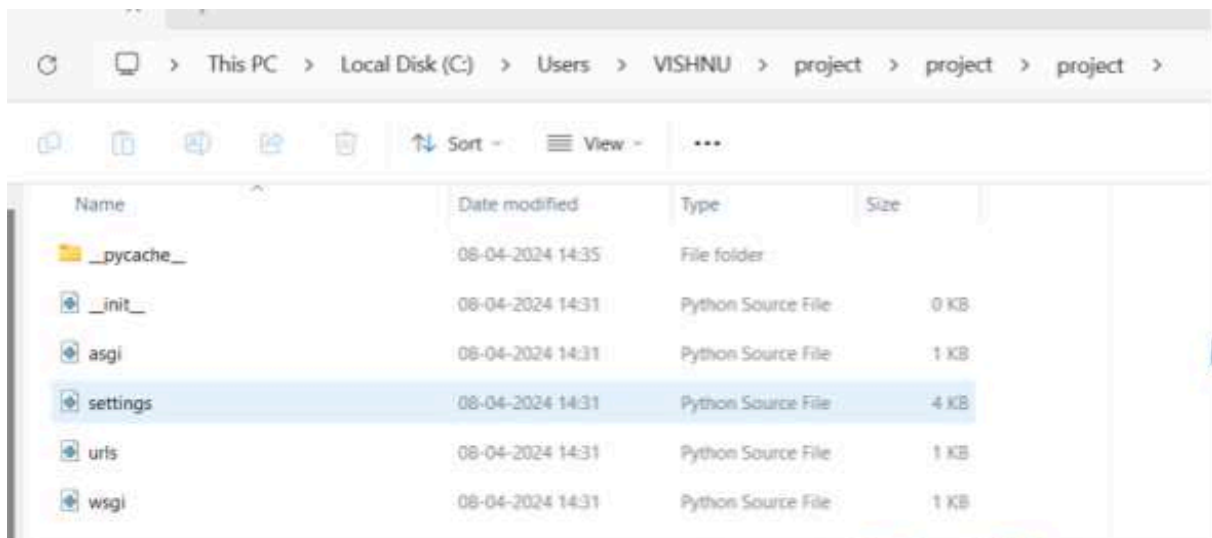 This PC > Local Disk (C:) > Users > VISHNU > project > project > project >
Sort View ...
Name Date modified Type Size
__pycache__ 08-04-2024 14:35 File folder
__init__ 08-04-2024 14:31 Python Source File 0 KB
asgi 08-04-2024 14:31 Python Source File 1 KB
settings 08-04-2024 14:31 Python Source File 4 KB
urls 08-04-2024 14:31 Python Source File 1 KB
wsgi 08-04-2024 14:31 Python Source File 1 KB